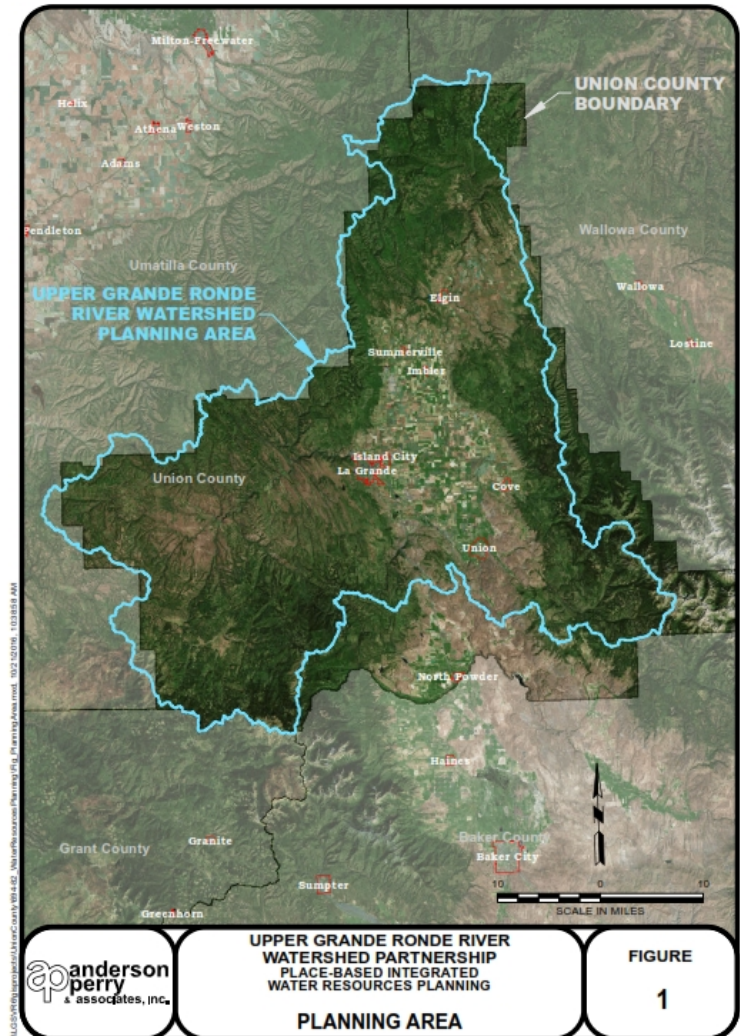 Milton-Freewater
Helix
Athena
Weston
Adams
Pendleton
UNION COUNTY
BOUNDARY
Umatilla County
Wallowa County
Wallowa
Lostine
UPPER GRANDE RONDE
RIVER WATERSHED
PLANNING AREA
Elgin
Summerville
Imbler
Island City
La Grande
Union County
Cove
Union
North Powder
Haines
Baker County
Baker City
Grant County
Granite
Sumpter
Greenhorn
10 0 10
SCALE IN MILES
anderson
perry
& associates, inc.
UPPER GRANDE RONDE RIVER
WATERSHED PARTNERSHIP
PLACE-BASED INTEGRATED
WATER RESOURCES PLANNING
PLANNING AREA
FIGURE
1